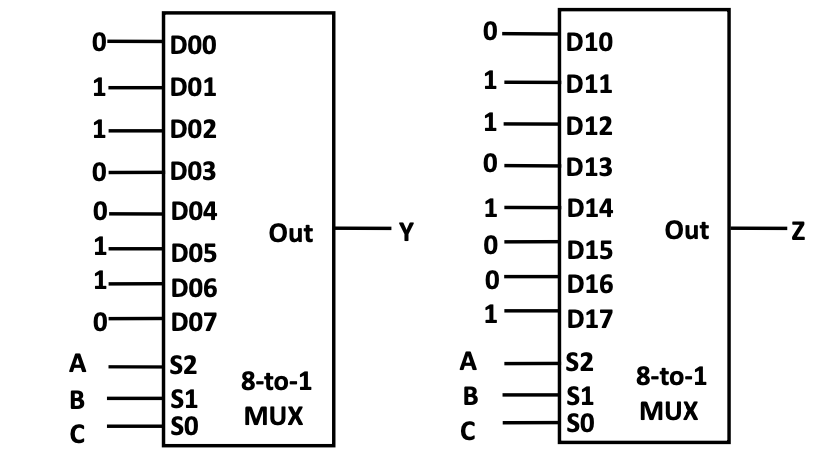 0 D00
1 D01
1 D02
0 D03
0 D04
1 D05
1 D06
0 D07
Out Y
A S2
B S1
C S0
8-to-1
MUX
0 D10
1 D11
1 D12
0 D13
1 D14
0 D15
0 D16
1 D17
Out Z
A S2
B S1
C S0
8-to-1
MUX